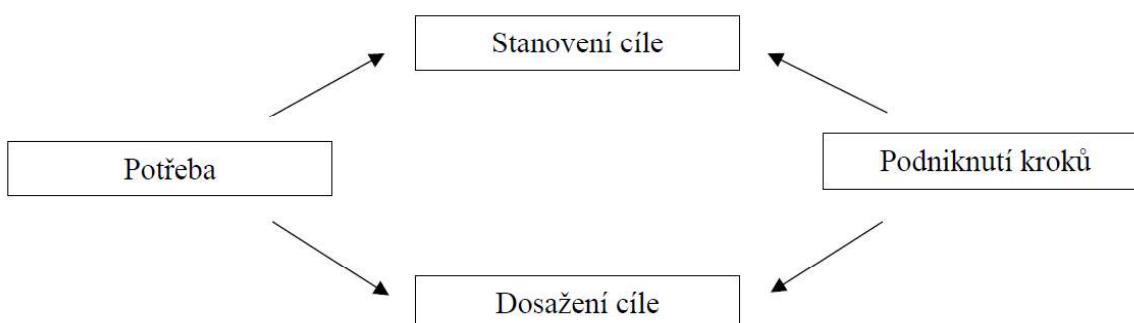 Stanovení cíle
Potřeba
Podniknutí kroků
Dosažení cíle